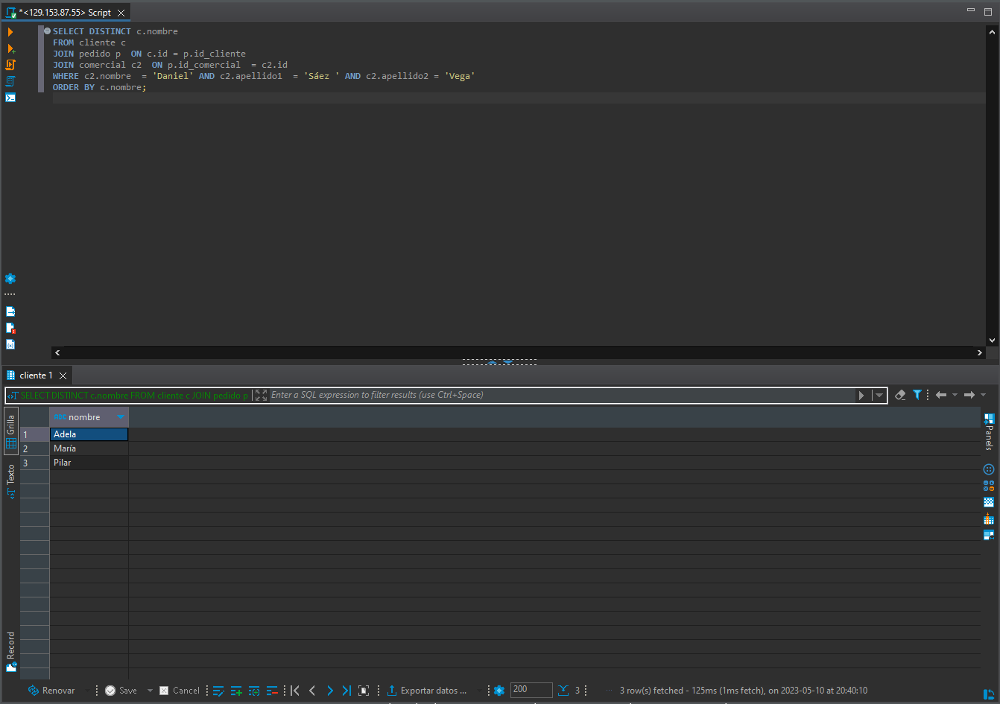 *<129.153.87.55> Script
SELECT DISTINCT c.nombre
FROM cliente c
JOIN pedido p  ON c.id = p.id_cliente
JOIN comercial c2  ON p.id_comercial  = c2.id
WHERE c2.nombre  = 'Daniel' AND c2.apellido1  = 'Sáez ' AND c2.apellido2 = 'Vega'
ORDER BY c.nombre;
cliente 1
SELECT DISTINCT c.nombre FROM cliente c JOIN pedido p
Enter a SQL expression to filter results (use Ctrl+Space)
Grilla
Texto
Record
ABC nombre
1 Adela
2 María
3 Pilar
Panels
Renovar
Save
Cancel
Exportar datos ...
200
3
3 row(s) fetched - 125ms (1ms fetch), on 2023-05-10 at 20:40:10